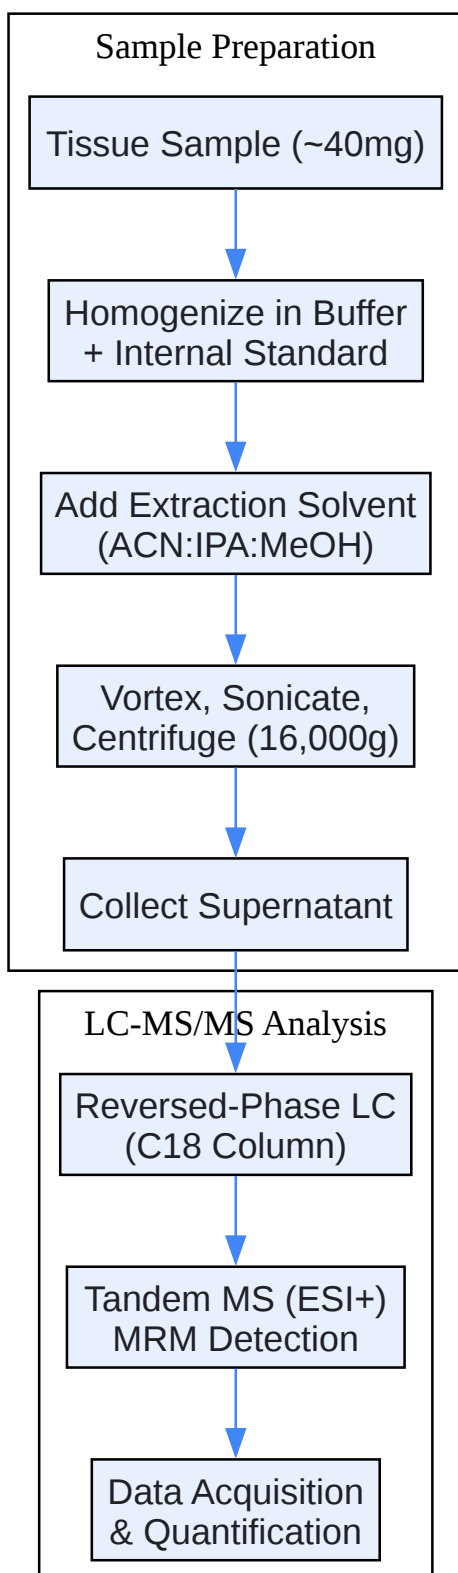 Sample Preparation
Tissue Sample (~40mg)
Homogenize in Buffer
+ Internal Standard
Add Extraction Solvent
(ACN:IPA:MeOH)
Vortex, Sonicate,
Centrifuge (16,000g)
Collect Supernatant
LC-MS/MS Analysis
Reversed-Phase LC
(C18 Column)
Tandem MS (ESI+)
MRM Detection
Data Acquisition
& Quantification